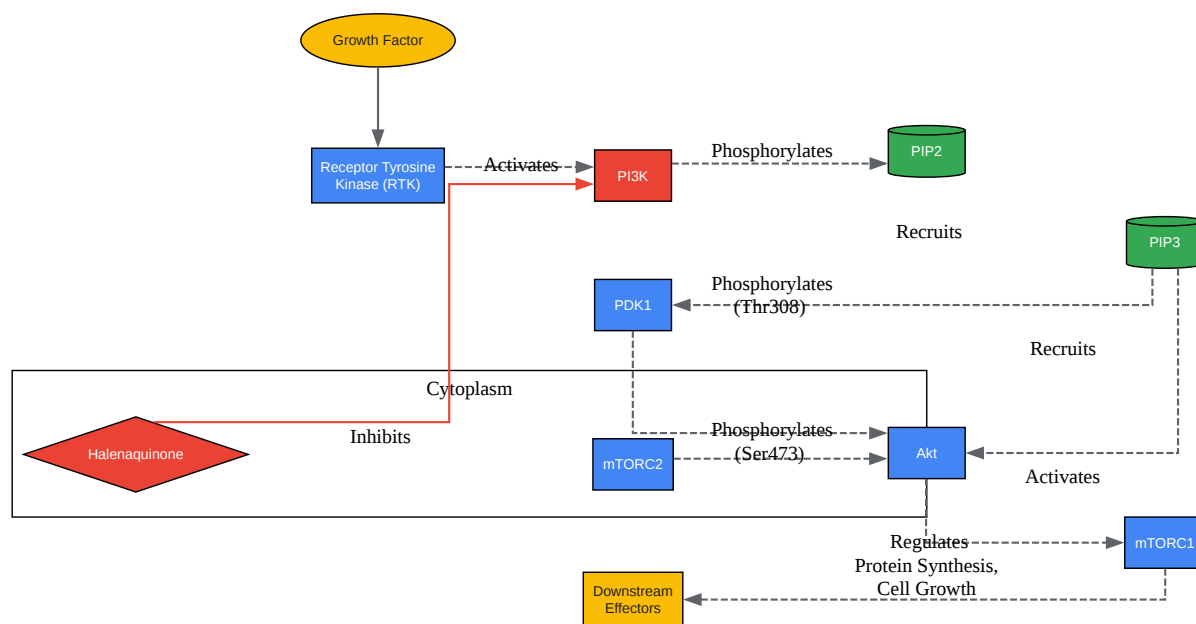 Growth Factor
Receptor Tyrosine
Kinase (RTK)
Activates
PI3K
Phosphorylates
PIP2
Recruits
PIP3
PDK1
Phosphorylates
(Thr308)
Recruits
Cytoplasm
Halenaquinone
Inhibits
mTORC2
Phosphorylates
(Ser473)
Akt
Activates
Regulates
Protein Synthesis,
Cell Growth
mTORC1
Downstream
Effectors